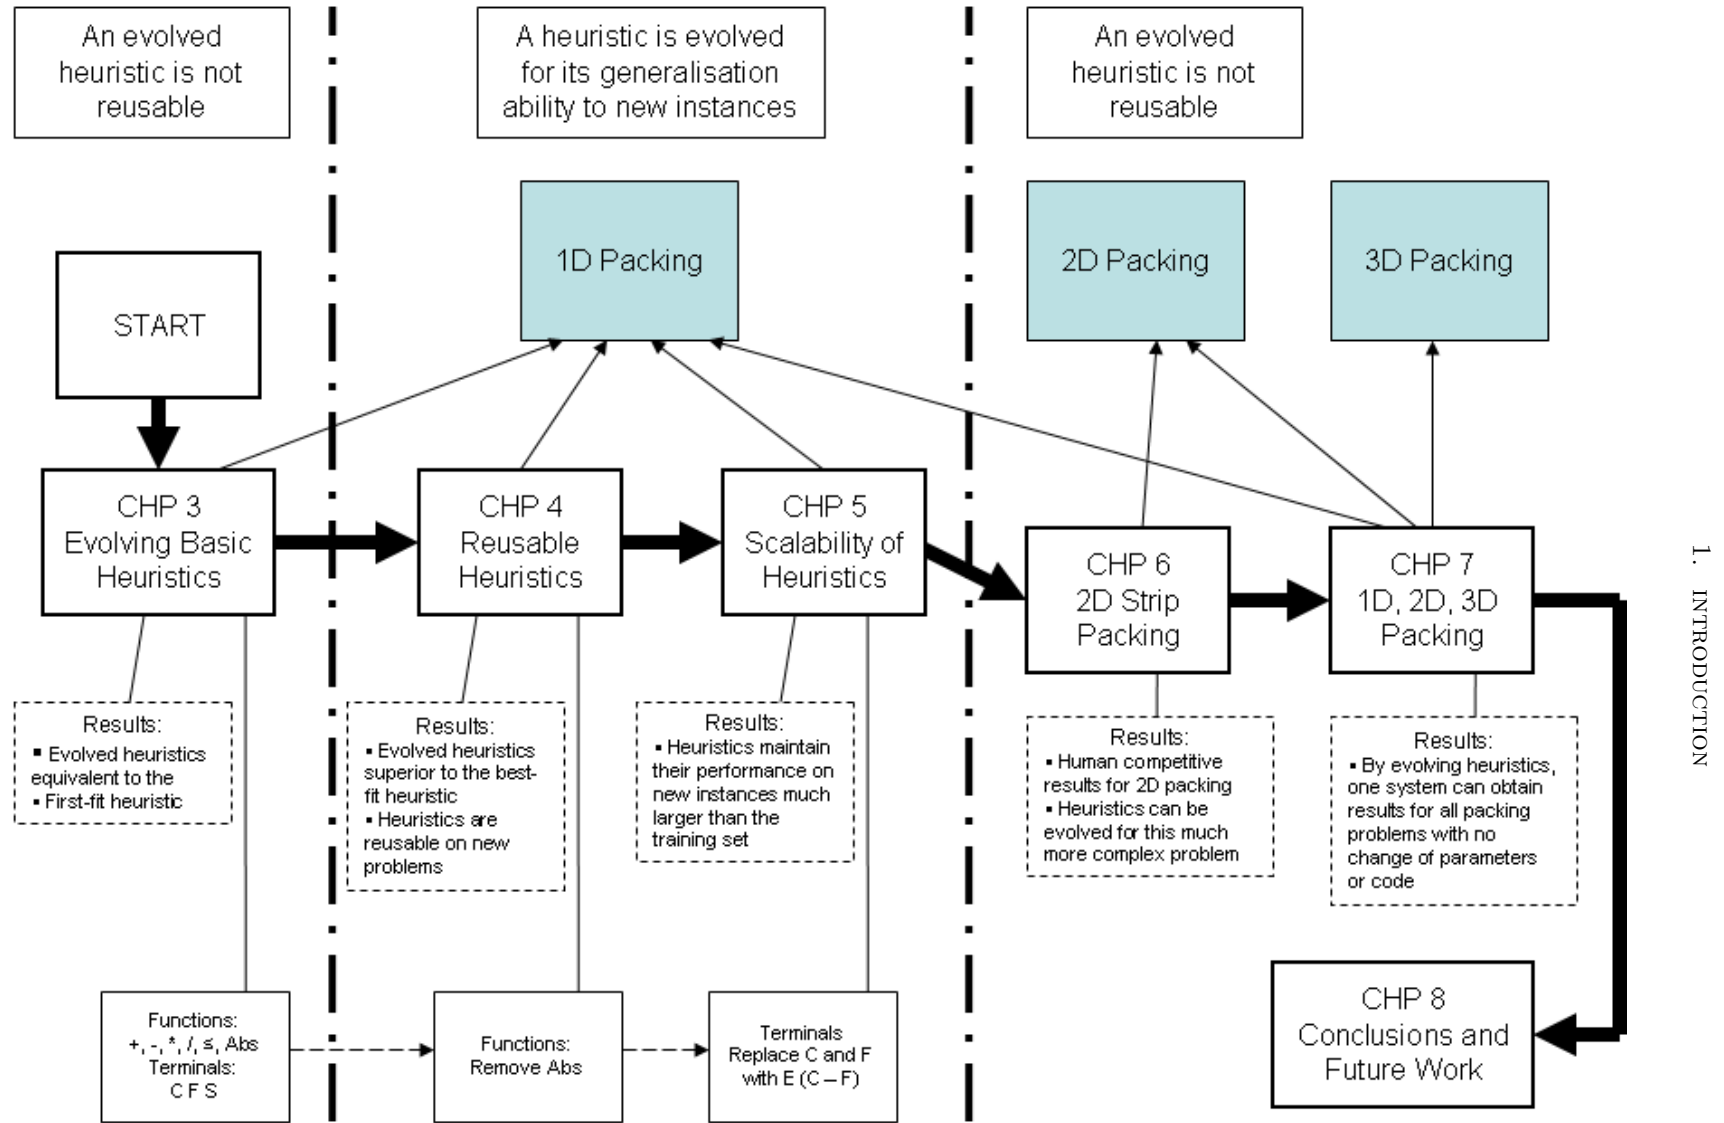 An evolved
heuristic is not
reusable
A heuristic is evolved
for its generalisation
ability to new instances
An evolved
heuristic is not
reusable
1D Packing
2D Packing
3D Packing
START
CHP 3
Evolving Basic
Heuristics
CHP 4
Reusable
Heuristics
CHP 5
Scalability of
Heuristics
CHP 6
2D Strip
Packing
CHP 7
1D, 2D, 3D
Packing
Results:
▪ Evolved heuristics
equivalent to the
▪ First-fit heuristic
Results:
▪ Evolved heuristics
superior to the best-
fit heuristic
▪ Heuristics are
reusable on new
problems
Results:
▪ Heuristics maintain
their performance on
new instances much
larger than the
training set
Results:
▪ Human competitive
results for 2D packing
▪ Heuristics can be
evolved for this much
more complex problem
Results:
▪ By evolving heuristics,
one system can obtain
results for all packing
problems with no
change of parameters
or code
Functions:
+, -, *, /, ≤, Abs
Terminals:
C F S
Functions:
Remove Abs
Terminals
Replace C and F
with E (C – F)
CHP 8
Conclusions and
Future Work
1. INTRODUCTION